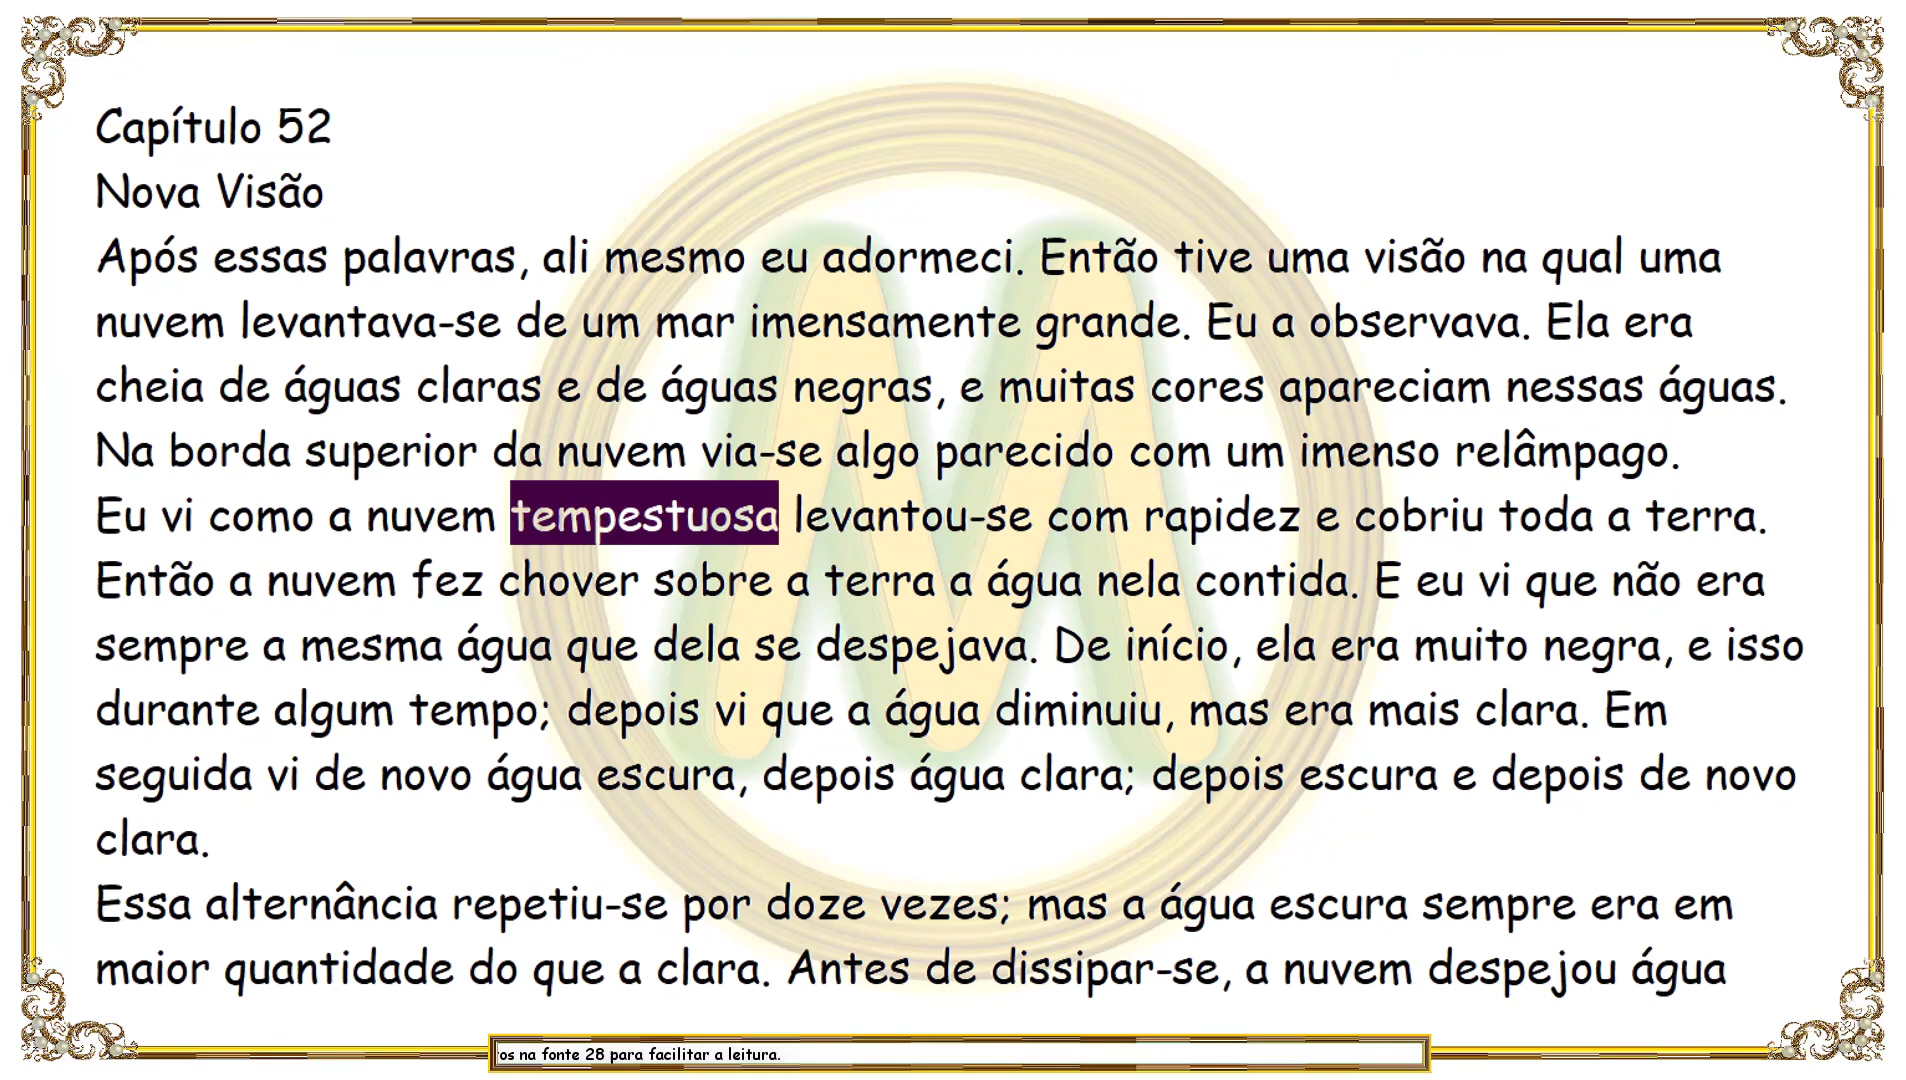 Capítulo 52
Nova Visão
Após essas palavras, ali mesmo eu adormeci. Então tive uma visão na qual uma
nuvem levantava-se de um mar imensamente grande. Eu a observava. Ela era
cheia de águas claras e de águas negras, e muitas cores apareciam nessas águas.
Na borda superior da nuvem via-se algo parecido com um imenso relâmpago.
Eu vi como a nuvem tempestuosa levantou-se com rapidez e cobriu toda a terra.
Então a nuvem fez chover sobre a terra a água nela contida. E eu vi que não era
sempre a mesma água que dela se despejava. De início, ela era muito negra, e isso
durante algum tempo; depois vi que a água diminuiu, mas era mais clara. Em
seguida vi de novo água escura, depois água clara; depois escura e depois de novo
clara.
Essa alternância repetiu-se por doze vezes; mas a água escura sempre era em
maior quantidade do que a clara. Antes de dissipar-se, a nuvem despejou água
na fonte 28 para facilitar a leitura.